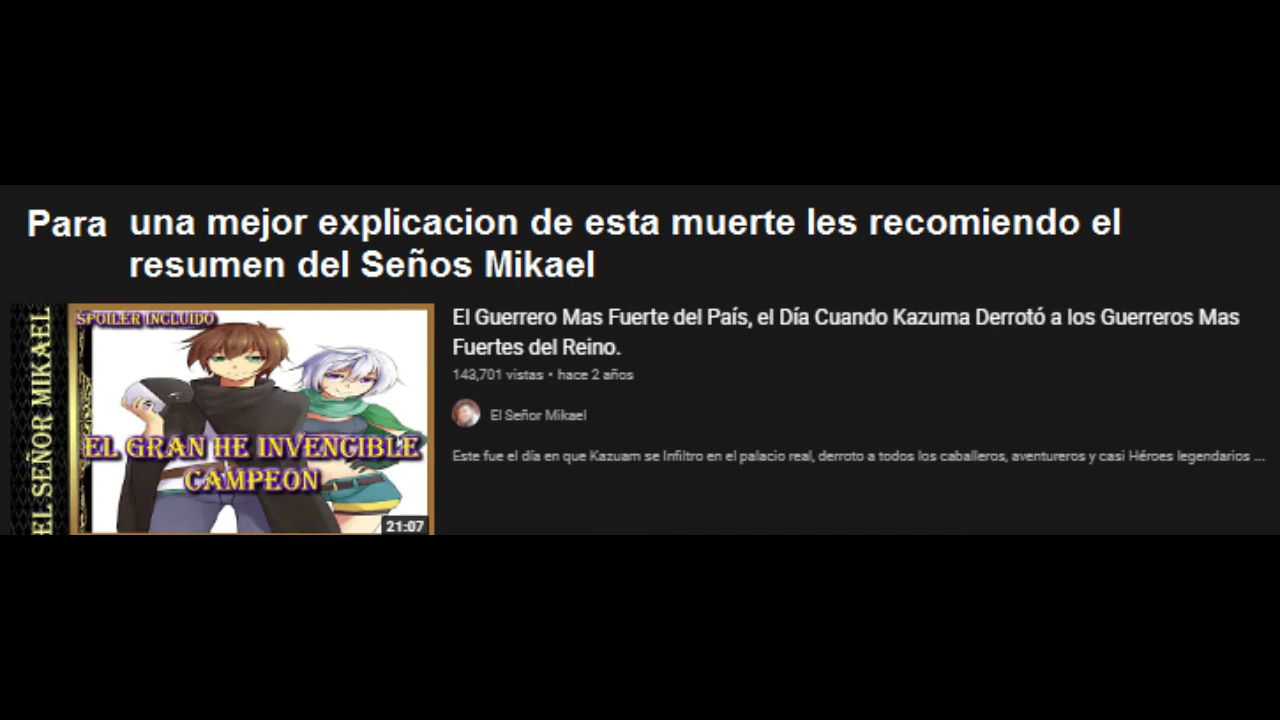 Para una mejor explicacion de esta muerte les recomiendo el
resumen del Seños Mikael
EL SEÑOR MIKAEL
SPOILER INCLUIDO
EL GRAN HE INVENCIBLE
CAMPEON
21:07
El Guerrero Mas Fuerte del País, el Día Cuando Kazuma Derrotó a los Guerreros Mas
Fuertes del Reino.
143,701 vistas • hace 2 años
El Señor Mikael
Este fue el día en que Kazuam se Infiltro en el palacio real, derroto a todos los caballeros, aventureros y casi Héroes legendarios ...